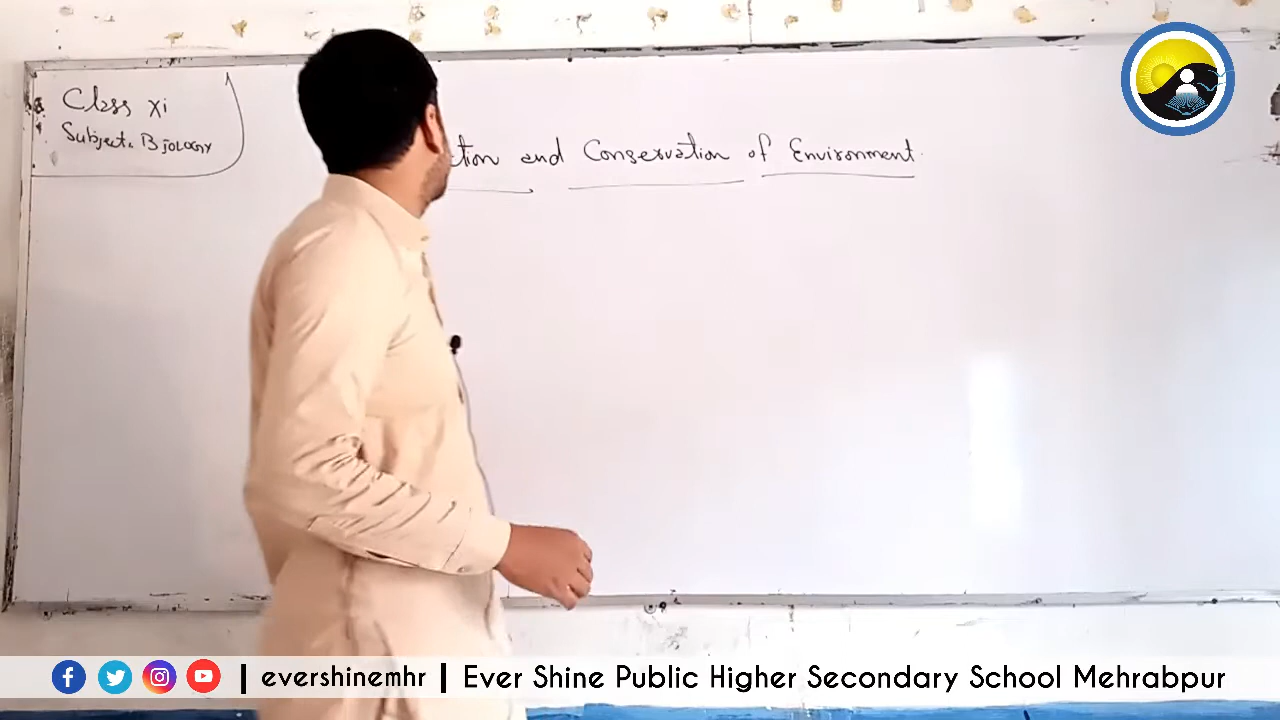 Class xi
Subject. Biology
ction and Conservation of Environment.
| evershinemhr | Ever Shine Public Higher Secondary School Mehrabpur